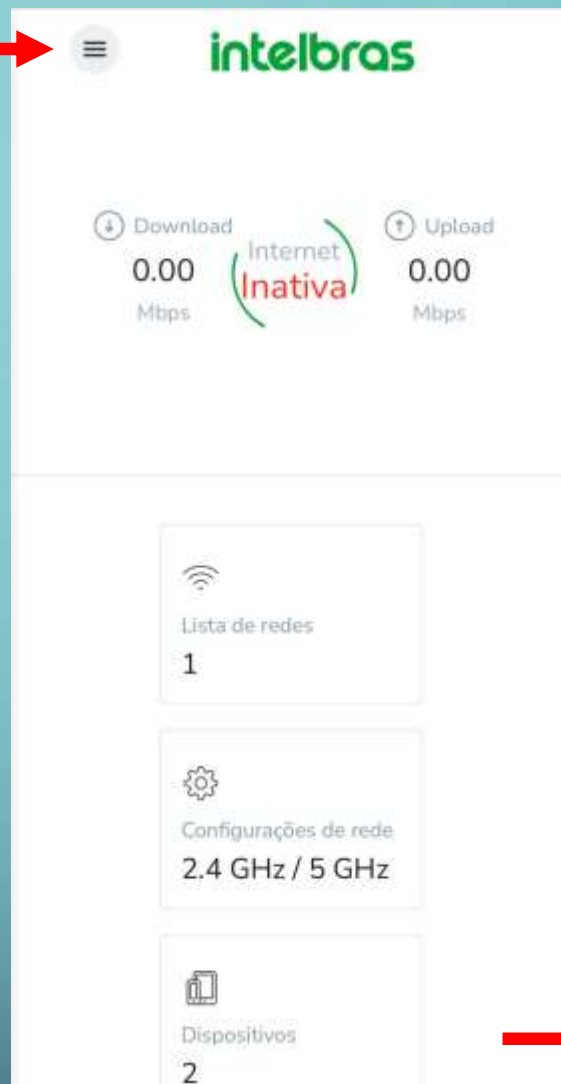 intelbras
Download
0.00
Mbps
Internet
Inativa
Upload
0.00
Mbps
Lista de redes
1
Configurações de rede
2.4 GHz / 5 GHz
Dispositivos
2